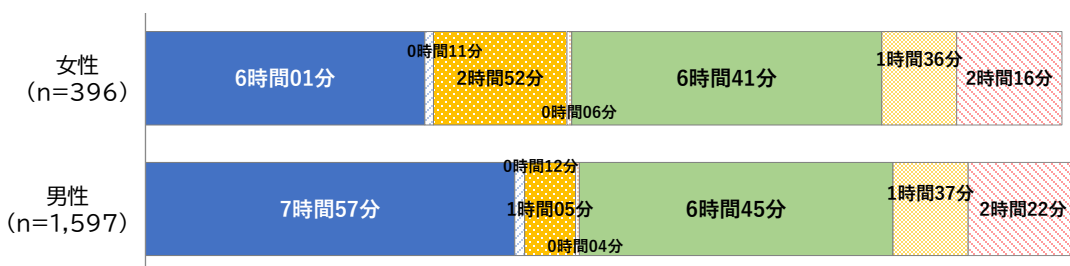 女性
(n=396)
6時間01分
0時間11分
2時間52分
0時間06分
6時間41分
1時間36分
2時間16分
男性
(n=1,597)
7時間57分
0時間12分
1時間05分
0時間04分
6時間45分
1時間37分
2時間22分